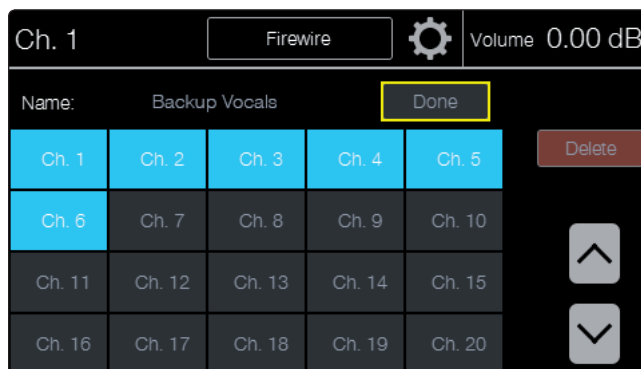 Ch. 1 Firewire Volume 0.00 dB
Name: Backup Vocals Done
Ch. 1 Ch. 2 Ch. 3 Ch. 4 Ch. 5 Delete
Ch. 6 Ch. 7 Ch. 8 Ch. 9 Ch. 10
Ch. 11 Ch. 12 Ch. 13 Ch. 14 Ch. 15
Ch. 16 Ch. 17 Ch. 18 Ch. 19 Ch. 20